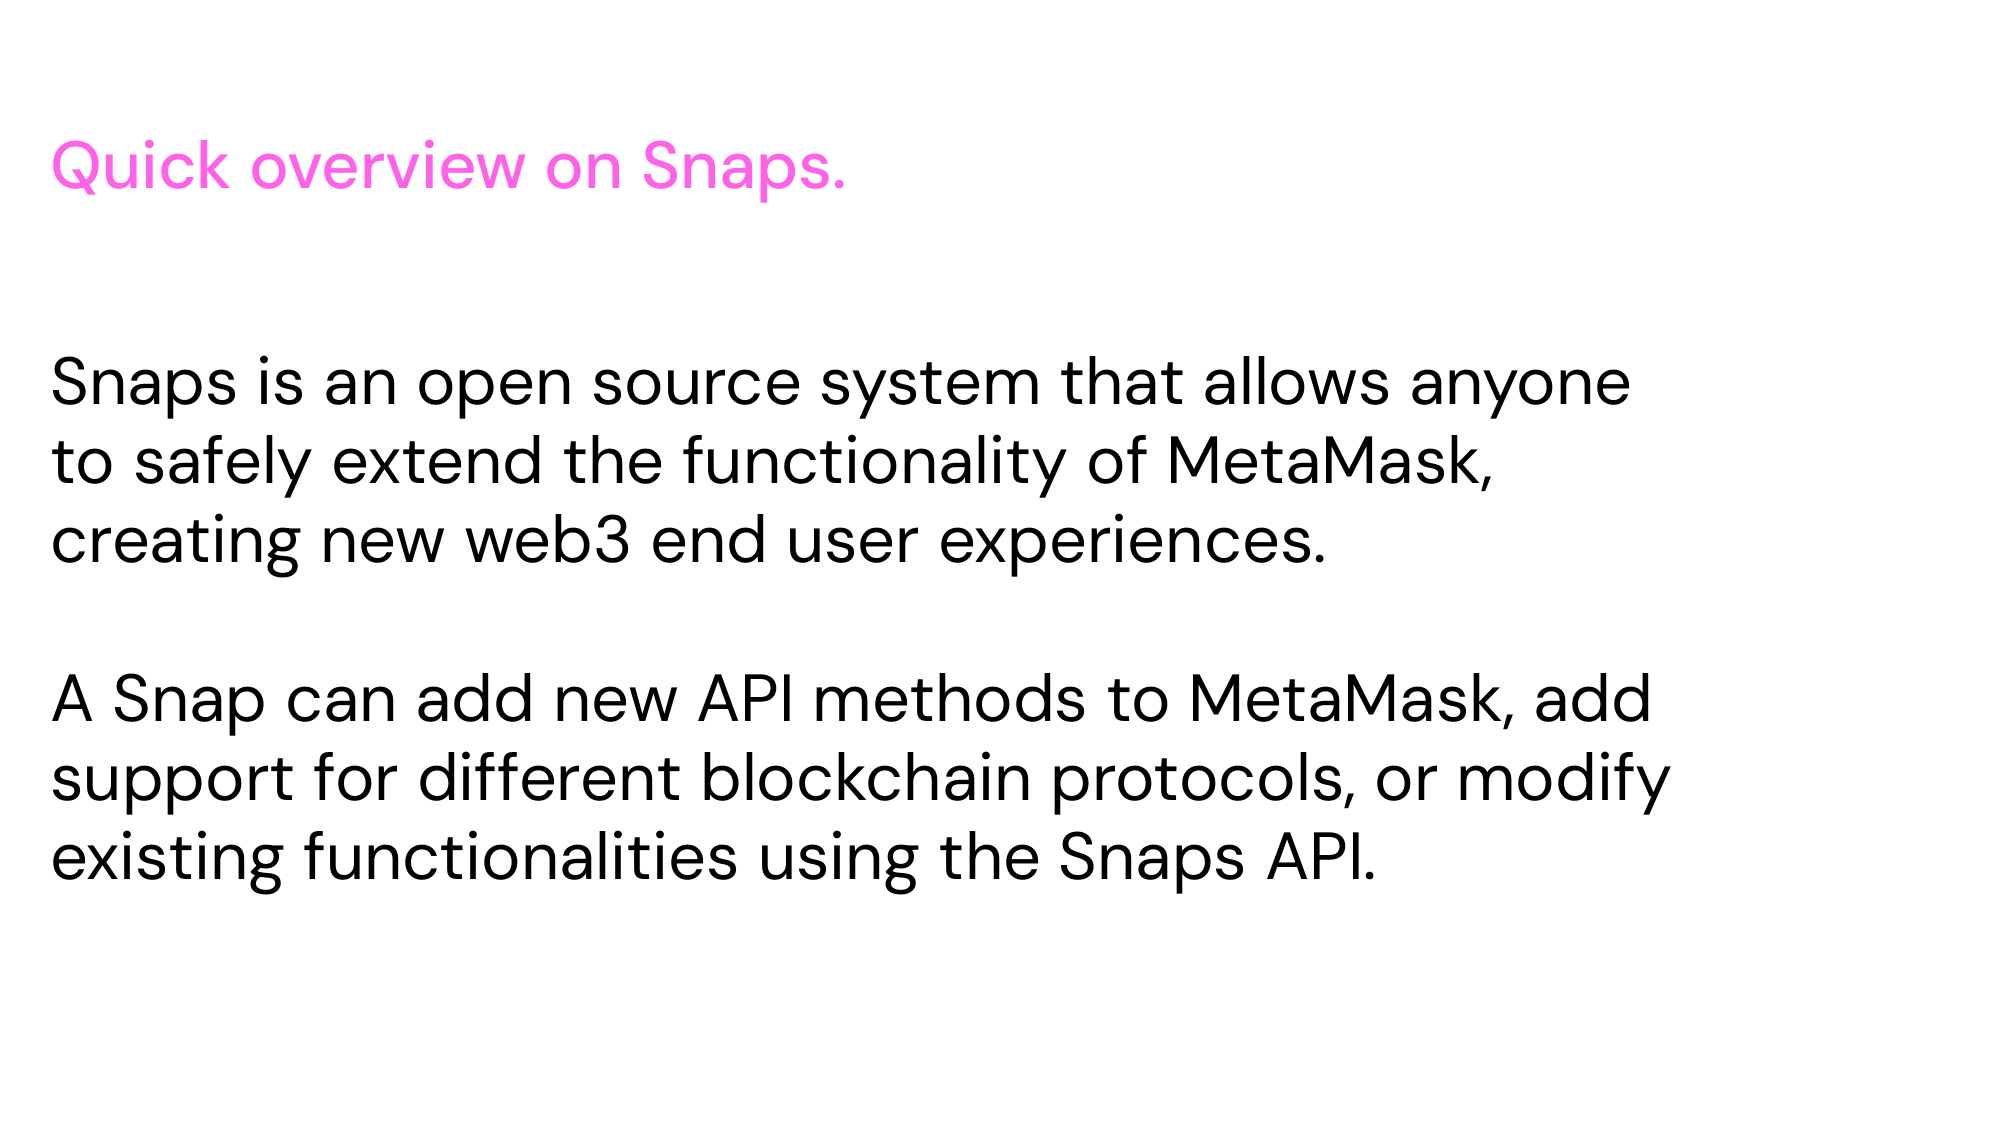 Quick overview on Snaps.
Snaps is an open source system that allows anyone
to safely extend the functionality of MetaMask,
creating new web3 end user experiences.
A Snap can add new API methods to MetaMask, add
support for different blockchain protocols, or modify
existing functionalities using the Snaps API.